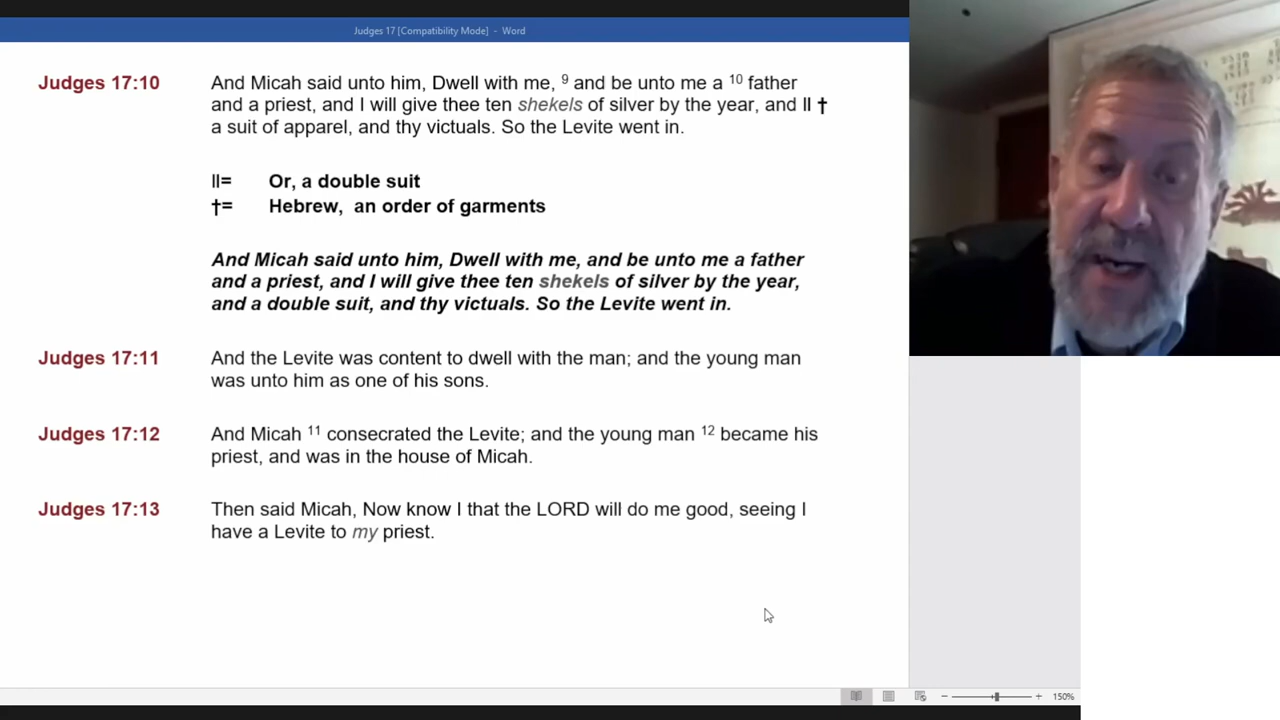 Judges 17 [Compatibility Mode] - Word
Judges 17:10 And Micah said unto him, Dwell with me, ⁹ and be unto me a ¹⁰ father
and a priest, and I will give thee ten shekels of silver by the year, and ll †
a suit of apparel, and thy victuals. So the Levite went in.
ll= Or, a double suit
†= Hebrew, an order of garments
And Micah said unto him, Dwell with me, and be unto me a father
and a priest, and I will give thee ten shekels of silver by the year,
and a double suit, and thy victuals. So the Levite went in.
Judges 17:11 And the Levite was content to dwell with the man; and the young man
was unto him as one of his sons.
Judges 17:12 And Micah ¹¹ consecrated the Levite; and the young man ¹² became his
priest, and was in the house of Micah.
Judges 17:13 Then said Micah, Now know I that the LORD will do me good, seeing I
have a Levite to my priest.
150%